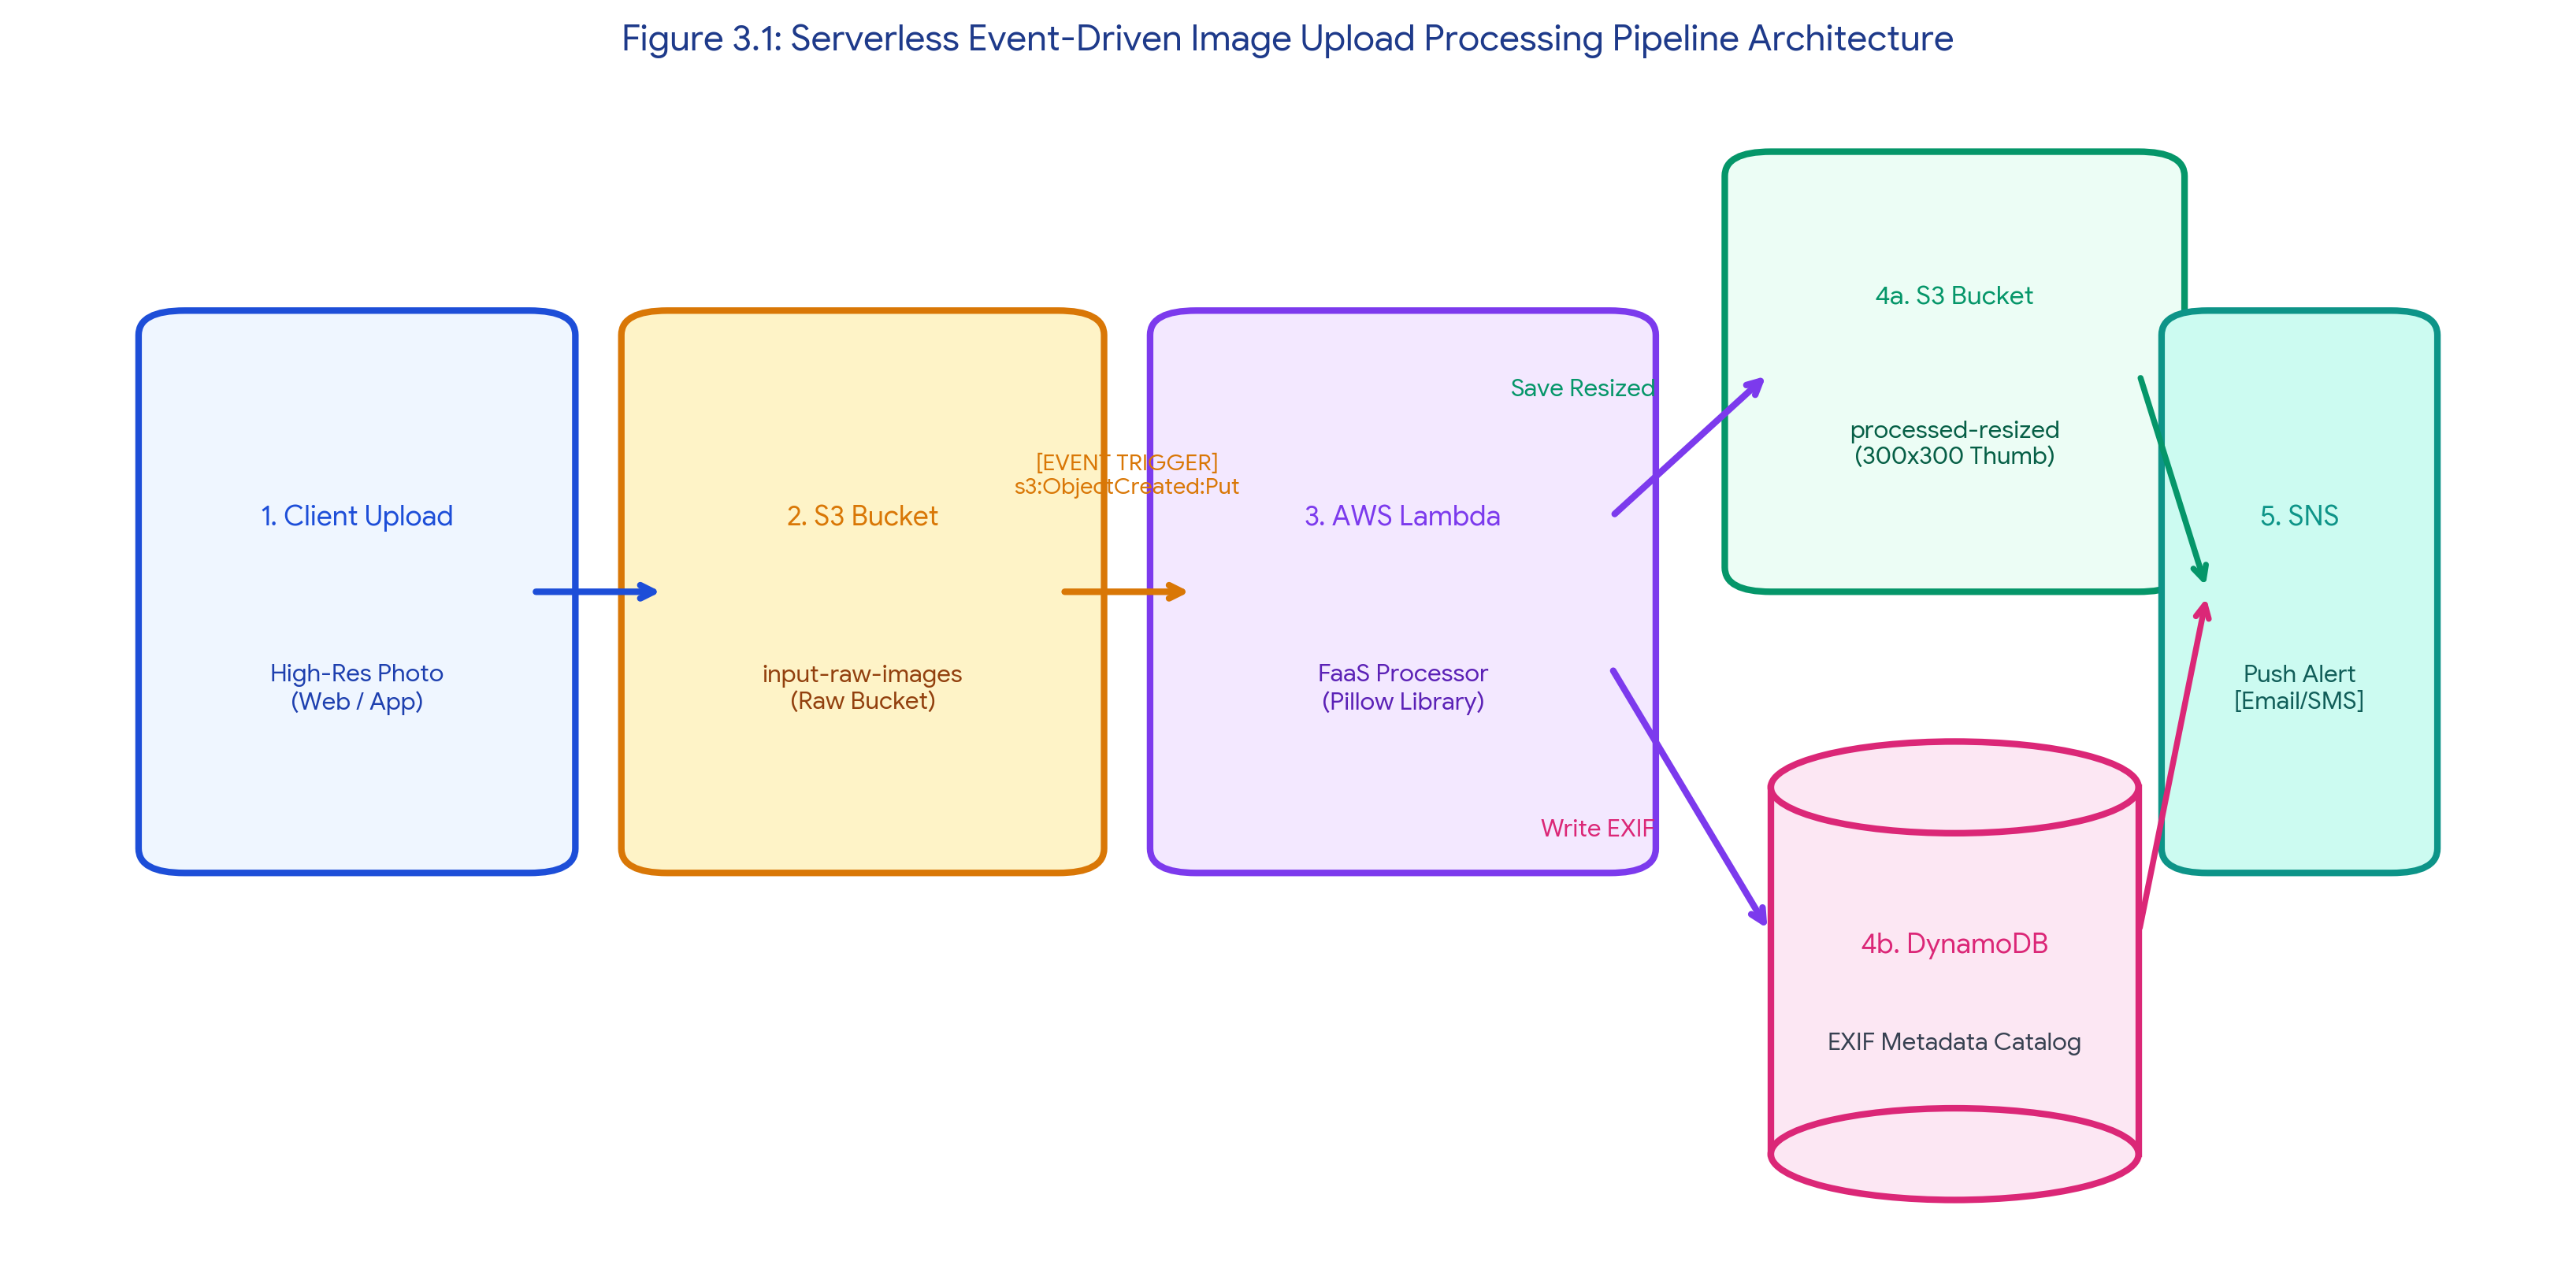 Figure 3.1: Serverless Event-Driven Image Upload Processing Pipeline Architecture
1. Client Upload
High-Res Photo
(Web / App)
2. S3 Bucket
input-raw-images
(Raw Bucket)
[EVENT TRIGGER]
s3:ObjectCreated:Put
3. AWS Lambda
FaaS Processor
(Pillow Library)
Save Resized
Write EXIF
4a. S3 Bucket
processed-resized
(300x300 Thumb)
4b. DynamoDB
EXIF Metadata Catalog
5. SNS
Push Alert
[Email/SMS]